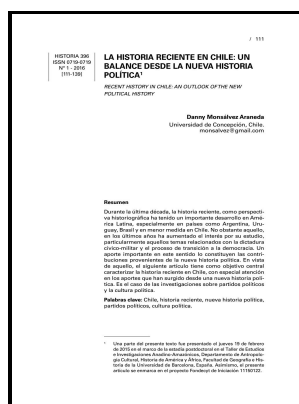 / 111
HISTORIA 396
ISSN 0719-0719
N° 1 - 2016
[111-139]
LA HISTORIA RECIENTE EN CHILE: UN
BALANCE DESDE LA NUEVA HISTORIA
POLÍTICA¹
RECENT HISTORY IN CHILE: AN OUTLOOK OF THE NEW
POLITICAL HISTORY
Danny Monsálvez Araneda
Universidad de Concepción, Chile.
monsalvez@gmail.com
Resumen
Durante la última década, la historia reciente, como perspecti-
va historiográfica ha tenido un importante desarrollo en Amé-
rica Latina, especialmente en países como Argentina, Uru-
guay, Brasil y en menor medida en Chile. No obstante aquello,
en los últimos años ha aumentado el interés por su estudio,
particularmente aquellos temas relacionados con la dictadura
cívico-militar y el proceso de transición a la democracia. Un
aporte importante en este sentido lo constituyen las contri-
buciones provenientes de la nueva historia política. En vista
de aquello, el siguiente artículo tiene como objetivo central
caracterizar la historia reciente en Chile, con especial atención
en los aportes que han surgido desde una nueva historia polí-
tica. Es el caso de las investigaciones sobre partidos políticos
y la cultura política.
Palabras clave: Chile, historia reciente, nueva historia política,
partidos políticos, cultura política.
¹ Una parte del presente texto fue presentado el jueves 19 de febrero
de 2015 en el marco de la estadía postdoctoral en el Taller de Estudios
e Investigaciones Ansdino-Amazónicos, Departamento de Antropolo-
gía Cultural, Historia de América y África, Facultad de Geografía e His-
toria de la Universidad de Barcelona, España. Asimismo, el presente
artículo se enmarca en el proyecto Fondecyt de Iniciación 11150122.